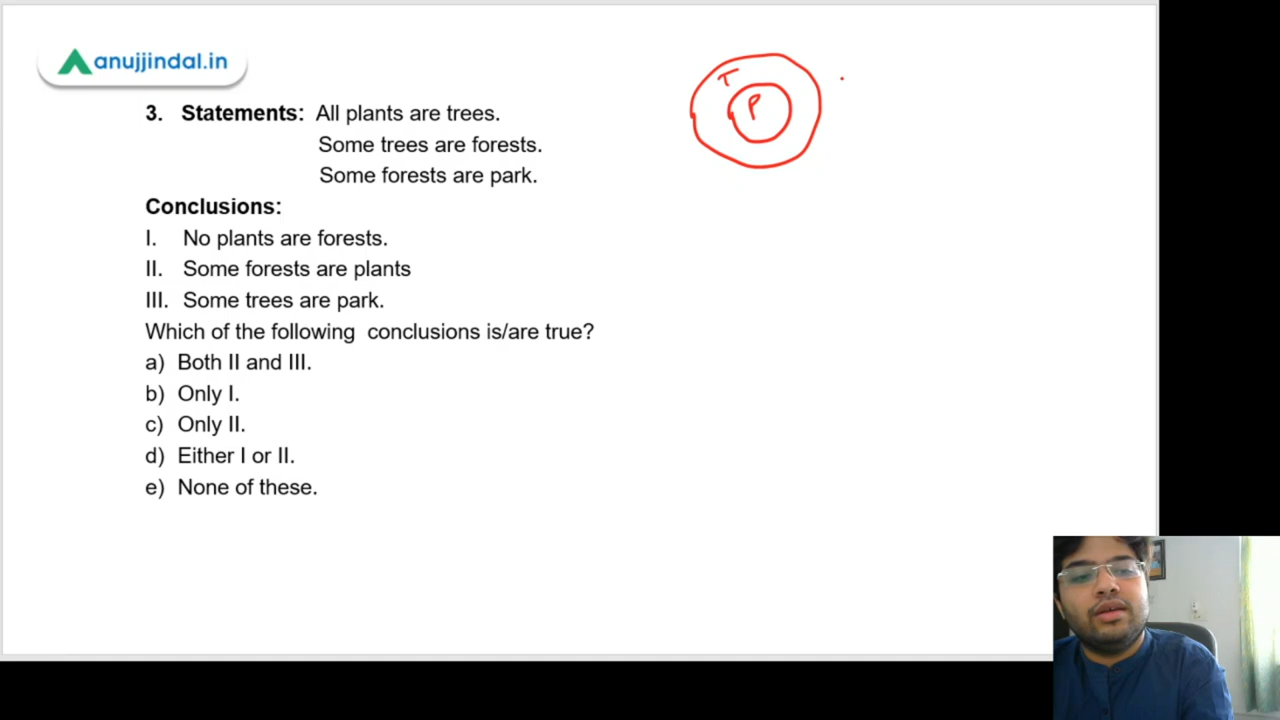 anujjindal.in
3. Statements: All plants are trees.
Some trees are forests.
Some forests are park.
Conclusions:
I. No plants are forests.
II. Some forests are plants
III. Some trees are park.
Which of the following conclusions is/are true?
a) Both II and III.
b) Only I.
c) Only II.
d) Either I or II.
e) None of these.
T
P